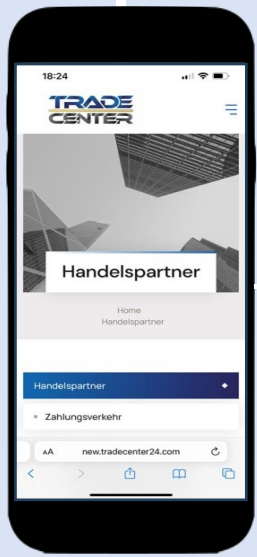 18:24
TRADE
CENTER
Handelspartner
Home
Handelspartner
Handelspartner
Zahlungsverkehr
AA
new.tradecenter24.com